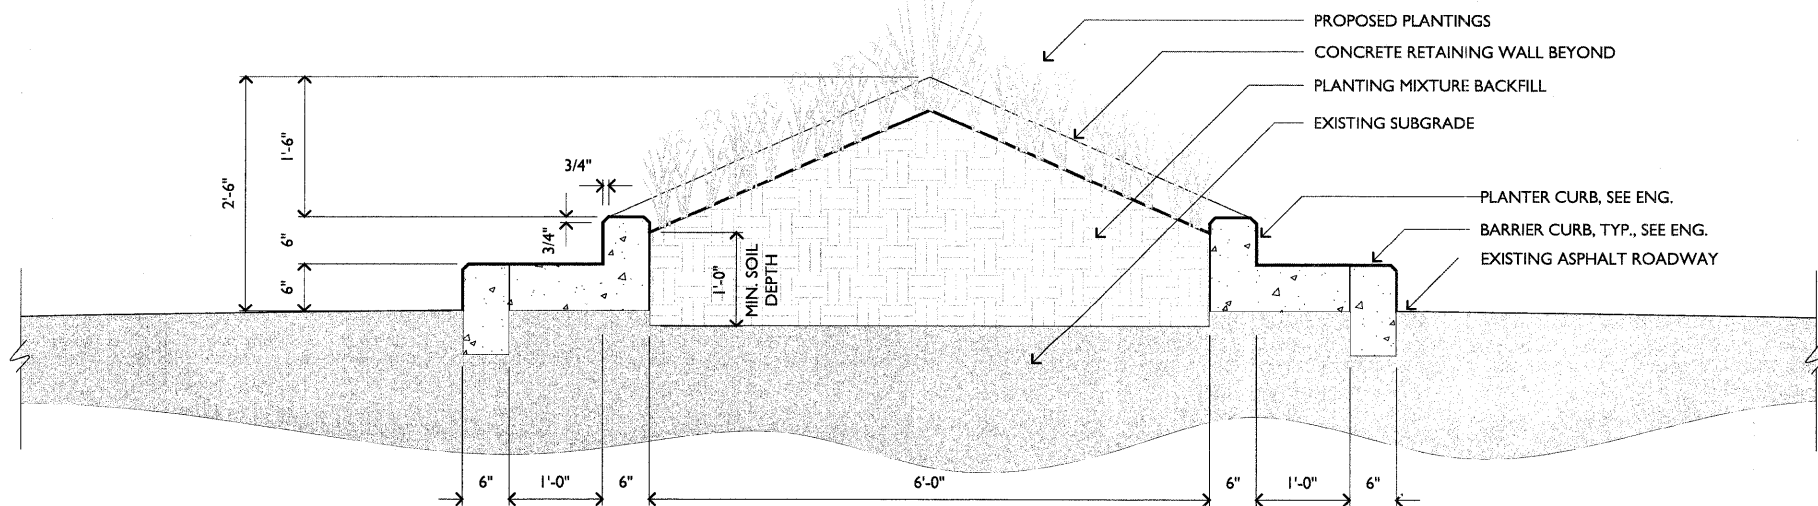 PROPOSED PLANTINGS
CONCRETE RETAINING WALL BEYOND
PLANTING MIXTURE BACKFILL
EXISTING SUBGRADE
PLANTER CURB, SEE ENG.
BARRIER CURB, TYP., SEE ENG.
EXISTING ASPHALT ROADWAY
2'-6"
1'-6"
6"
6"
3/4"
3/4"
1'-0"
MIN. SOIL
DEPTH
6"
1'-0"
6"
6'-0"
6"
1'-0"
6"